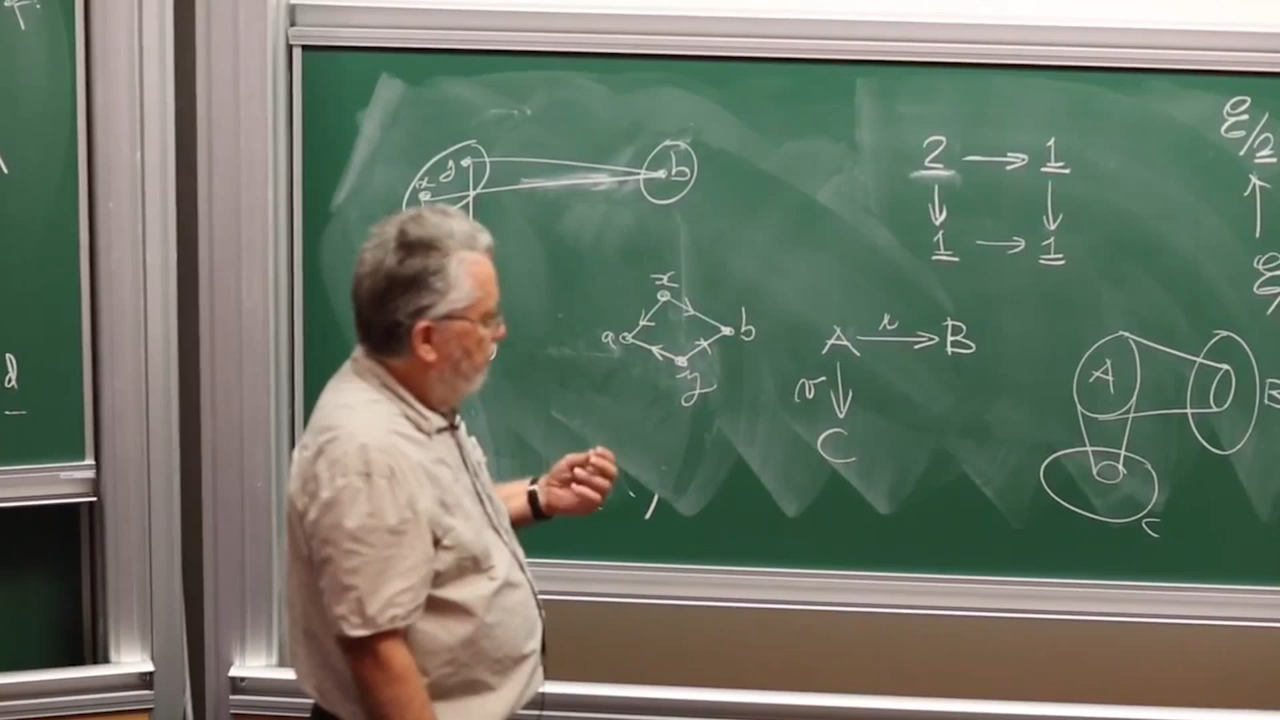 d
x y b
x
a b
y
2 → 1
↓ ↓
1 → 1
A → B
↓
C
ℰ/2
↑
ℰ/
A
C